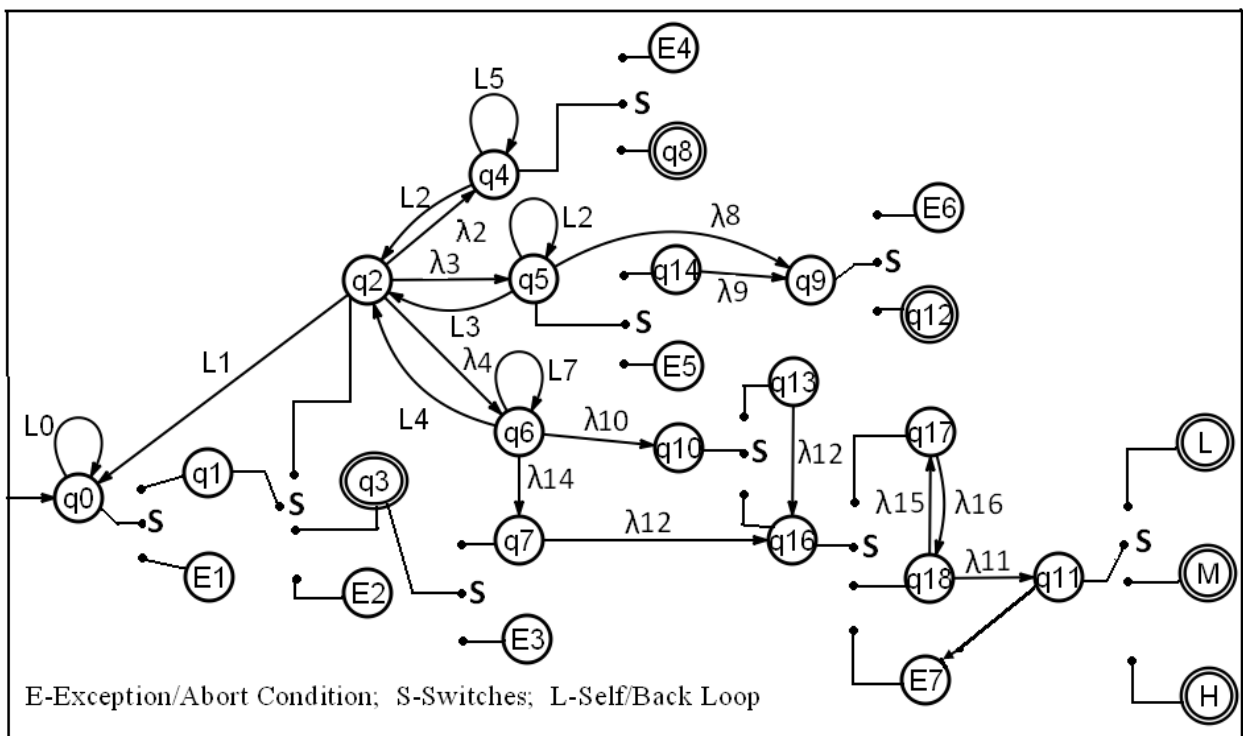 E4
L5
S
q4
q8
L2
λ2
L2
λ8
E6
q2
λ3
q5
q14
λ9
q9
S
L3
S
q12
L1
λ4
L7
E5
q13
L4
q6
λ10
q10
S
λ12
q17
L
L0
q0
q1
S
S
q3
λ14
q7
λ12
q16
S
λ15
λ16
S
E1
E2
S
q18
λ11
q11
M
E3
E7
H
E-Exception/Abort Condition; S-Switches; L-Self/Back Loop